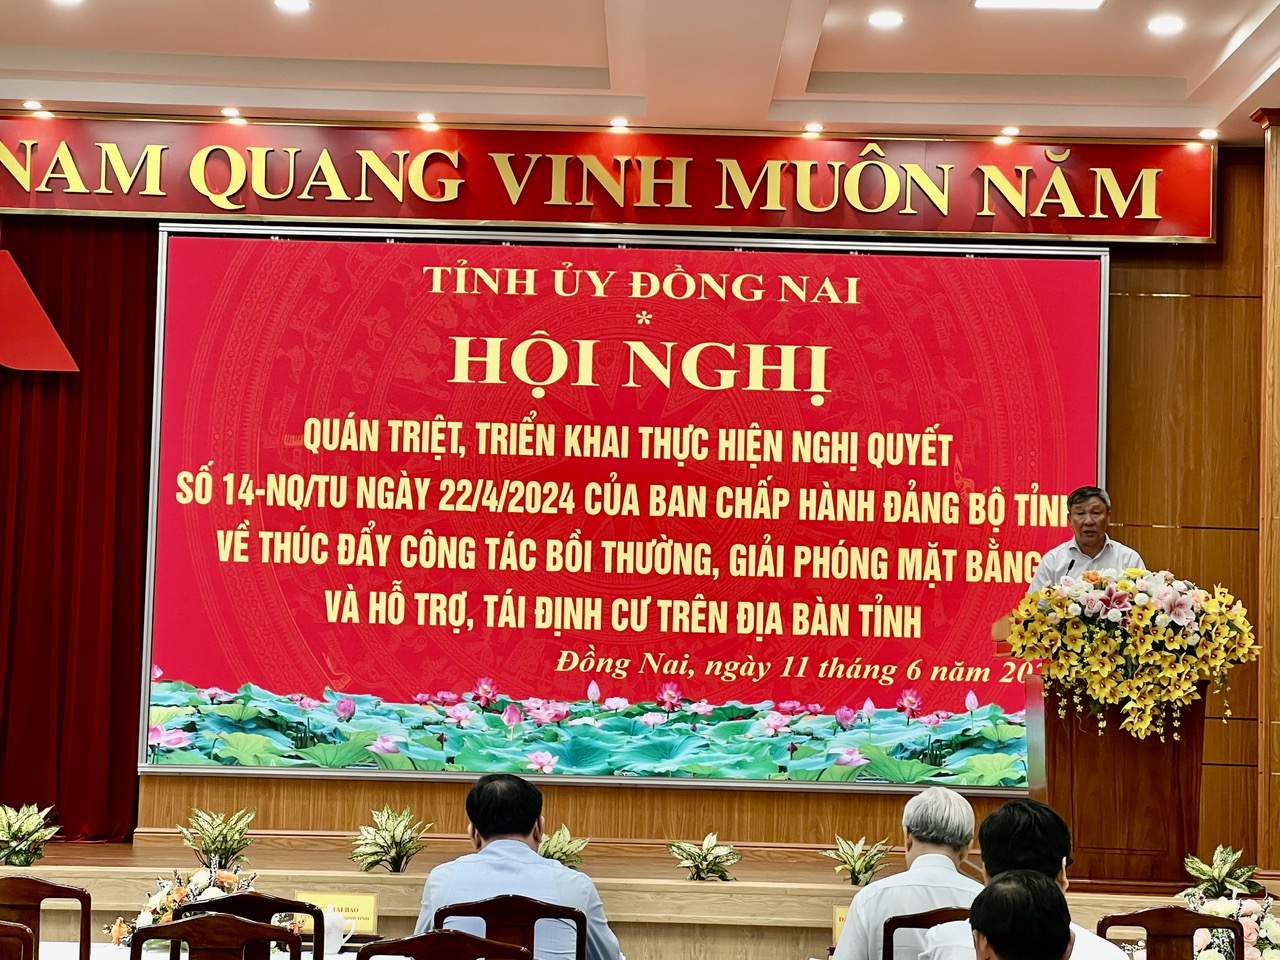 NAM QUANG VINH MUÔN NĂM
TỈNH ỦY ĐỒNG NAI
*
HỘI NGHỊ
QUÁN TRIỆT, TRIỂN KHAI THỰC HIỆN NGHỊ QUYẾT
SỐ 14-NQ/TU NGÀY 22/4/2024 CỦA BAN CHẤP HÀNH ĐẢNG BỘ TỈNH
VỀ THÚC ĐẨY CÔNG TÁC BỒI THƯỜNG, GIẢI PHÓNG MẶT BẰNG
VÀ HỖ TRỢ, TÁI ĐỊNH CƯ TRÊN ĐỊA BÀN TỈNH
Đồng Nai, ngày 11 tháng 6 năm 20